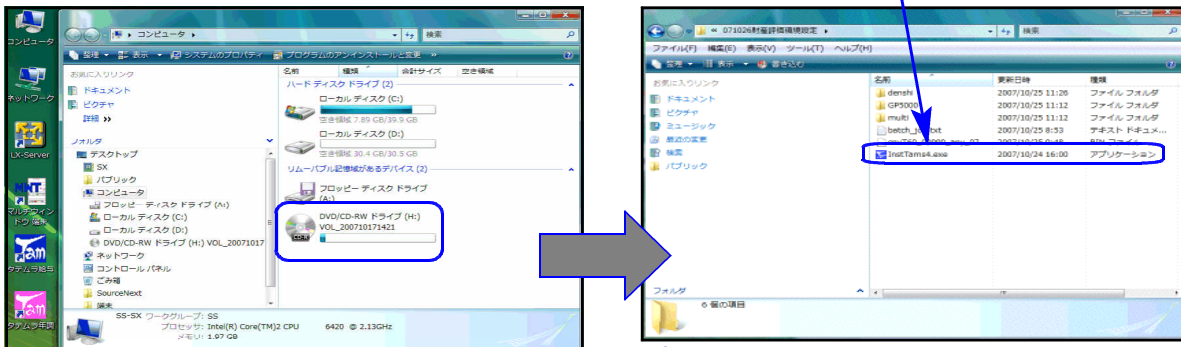 コンピュータ
ネットワーク
LX-Server
マルチウィンドウ端末
タテムラ給与
タテムラ年調
コンピュータ
検索
整理 表示 システムのプロパティ プログラムのアンインストールと変更 »
お気に入りリンク
ドキュメント
ピクチャ
詳細 »
フォルダ
デスクトップ
SX
パブリック
コンピュータ
フロッピー ディスク ドライブ (A:)
ローカル ディスク (C:)
ローカル ディスク (D:)
DVD/CD-RW ドライブ (H:) VOL_20071017
ネットワーク
コントロール パネル
ごみ箱
SourceNext
端末
名前 種類 合計サイズ 空き領域
ハード ディスク ドライブ (2)
ローカル ディスク (C:)
空き領域 7.89 GB/39.9 GB
ローカル ディスク (D:)
空き領域 30.4 GB/30.5 GB
リムーバブル記憶域があるデバイス (2)
フロッピー ディスク ドライブ (A:)
DVD/CD-RW ドライブ (H:)
VOL_200710171421
SS-SX ワークグループ: SS
プロセッサ: Intel(R) Core(TM)2 CPU 6420 @ 2.13GHz
メモリ: 1.97 GB
« 071026財産評価環境設定
検索
ファイル(F) 編集(E) 表示(V) ツール(T) ヘルプ(H)
整理 表示 書き込む
お気に入りリンク
ドキュメント
ピクチャ
ミュージック
最近の変更
検索
パブリック
フォルダ
名前 更新日時 種類
denshi 2007/10/25 11:26 ファイル フォルダ
GP5000 2007/10/25 11:12 ファイル フォルダ
multi 2007/10/25 11:12 ファイル フォルダ
2007/10/25 8:53 テキスト ドキュメ...
InstTams4.exe 2007/10/24 16:00 アプリケーション
6 個の項目